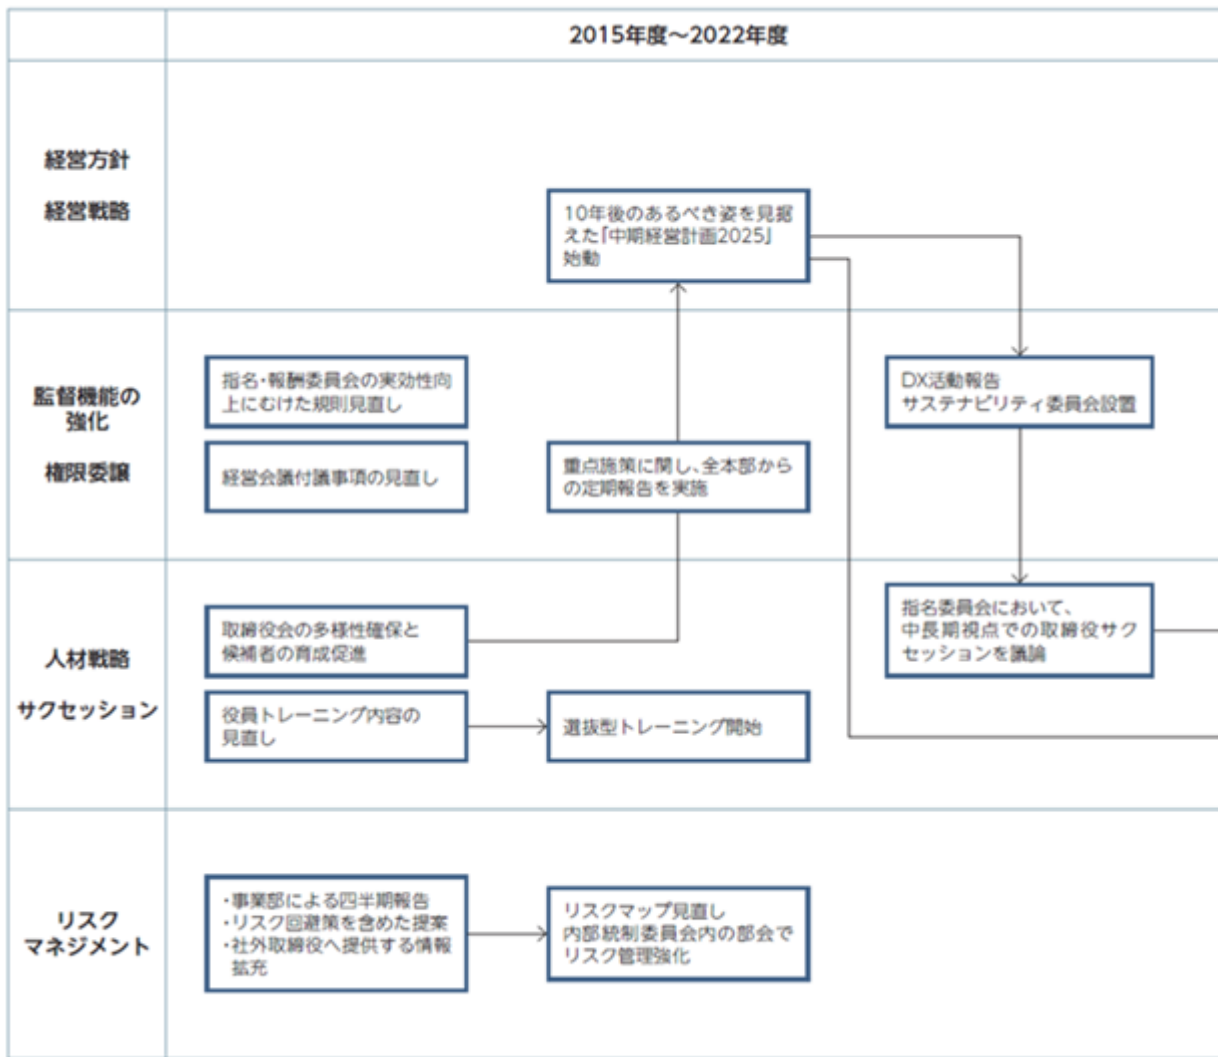 2015年度～2022年度
経営方針
経営戦略
10年後のあるべき姿を見据
えた「中期経営計画2025」
始動
監督機能の
強化
権限委譲
指名・報酬委員会の実効性向
上にむけた規則見直し
経営会議付議事項の見直し
重点施策に関し、全本部から
の定期報告を実施
DX活動報告
サステナビリティ委員会設置
人材戦略
サクセッション
取締役会の多様性確保と
候補者の育成促進
役員トレーニング内容の
見直し
選抜型トレーニング開始
指名委員会において、
中長期視点での取締役サク
セッションを議論
リスク
マネジメント
・事業部による四半期報告
・リスク回避策を含めた提案
・社外取締役へ提供する情報
拡充
リスクマップ見直し
内部統制委員会内の部会で
リスク管理強化